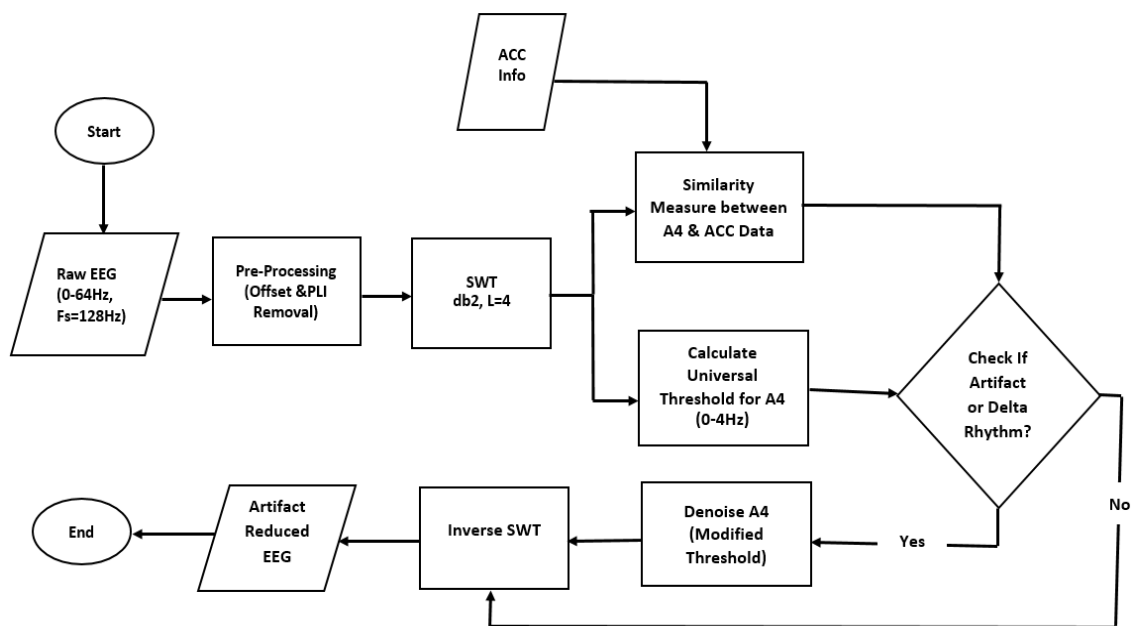 ACC
Info
Start
Similarity
Measure between
A4 & ACC Data
Raw EEG
(0-64Hz,
Fs=128Hz)
Pre-Processing
(Offset &PLI
Removal)
SWT
db2, L=4
Calculate
Universal
Threshold for A4
(0-4Hz)
Check If
Artifact
or Delta
Rhythm?
No
Yes
Denoise A4
(Modified
Threshold)
Inverse SWT
Artifact
Reduced
EEG
End